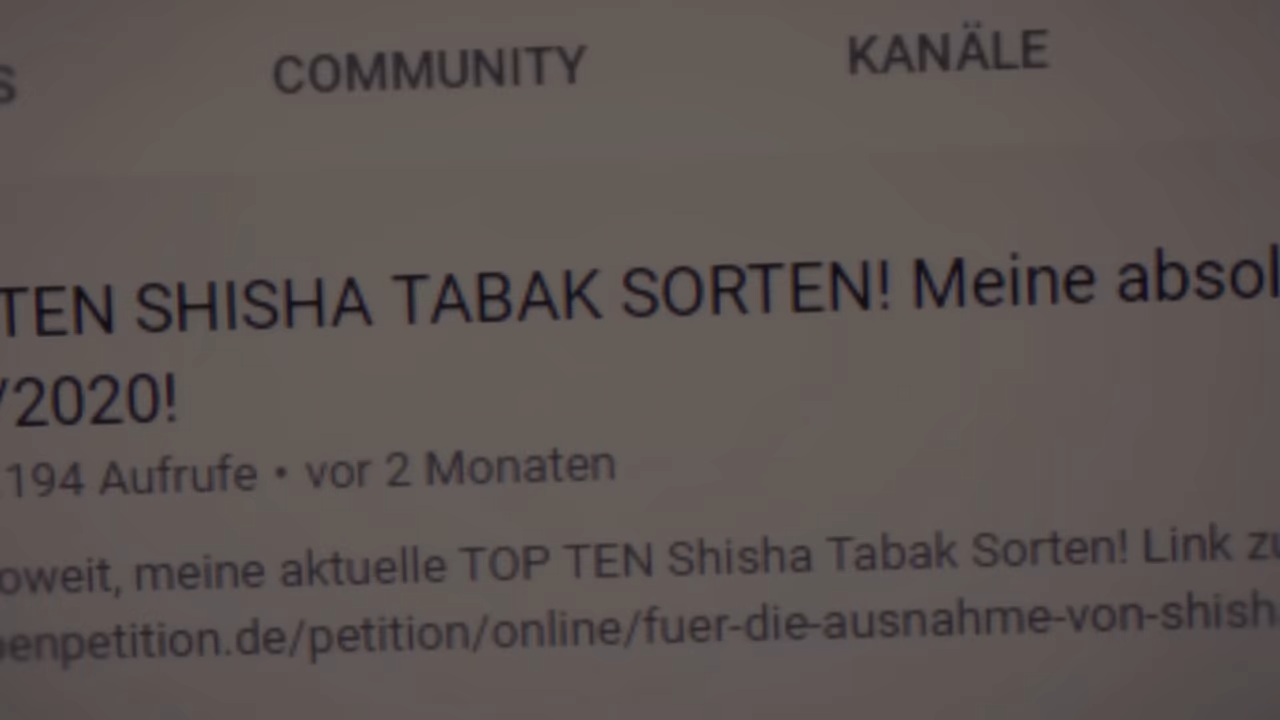 S COMMUNITY KANÄLE
TEN SHISHA TABAK SORTEN! Meine absol
/2020!
194 Aufrufe • vor 2 Monaten
oweit, meine aktuelle TOP TEN Shisha Tabak Sorten! Link zu
enpetition.de/petition/online/fuer-die-ausnahme-von-shish